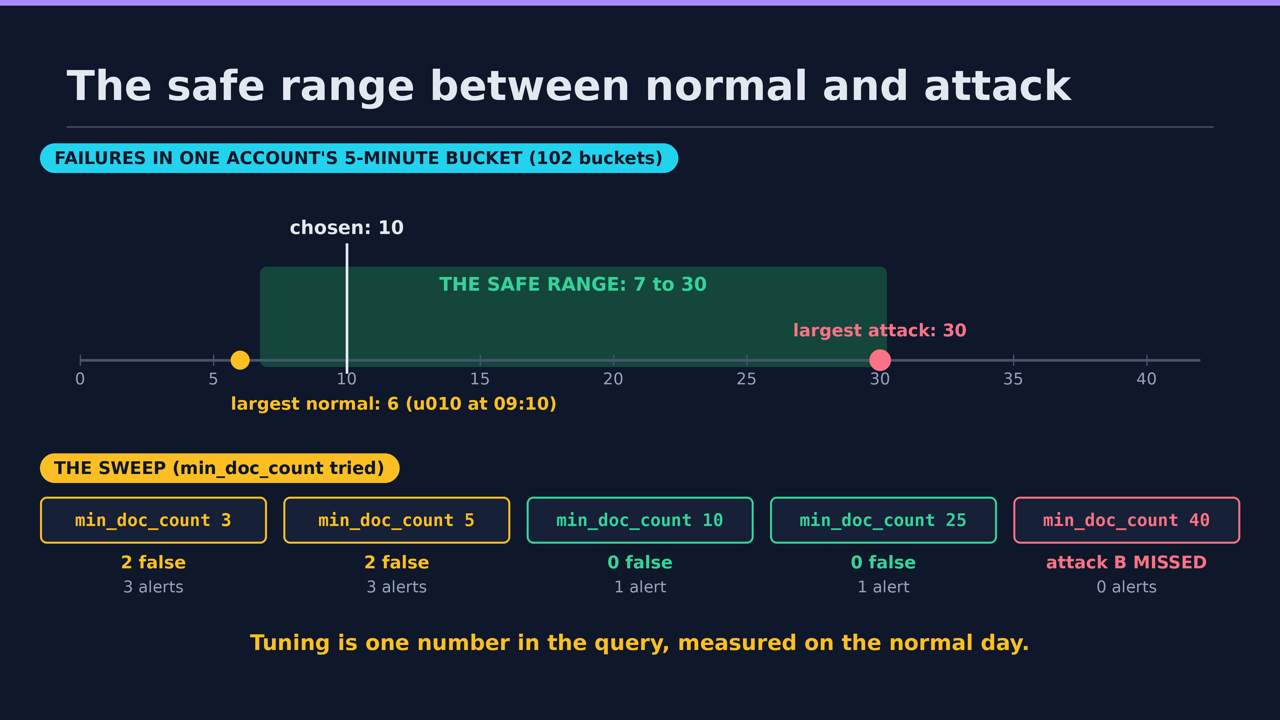 The safe range between normal and attack
FAILURES IN ONE ACCOUNT'S 5-MINUTE BUCKET (102 buckets)
chosen: 10
THE SAFE RANGE: 7 to 30
largest attack: 30
0 5 10 15 20 25 30 35 40
largest normal: 6 (u010 at 09:10)
THE SWEEP (min_doc_count tried)
min_doc_count 3 min_doc_count 5 min_doc_count 10 min_doc_count 25 min_doc_count 40
2 false 2 false 0 false 0 false attack B MISSED
3 alerts 3 alerts 1 alert 1 alert 0 alerts
Tuning is one number in the query, measured on the normal day.